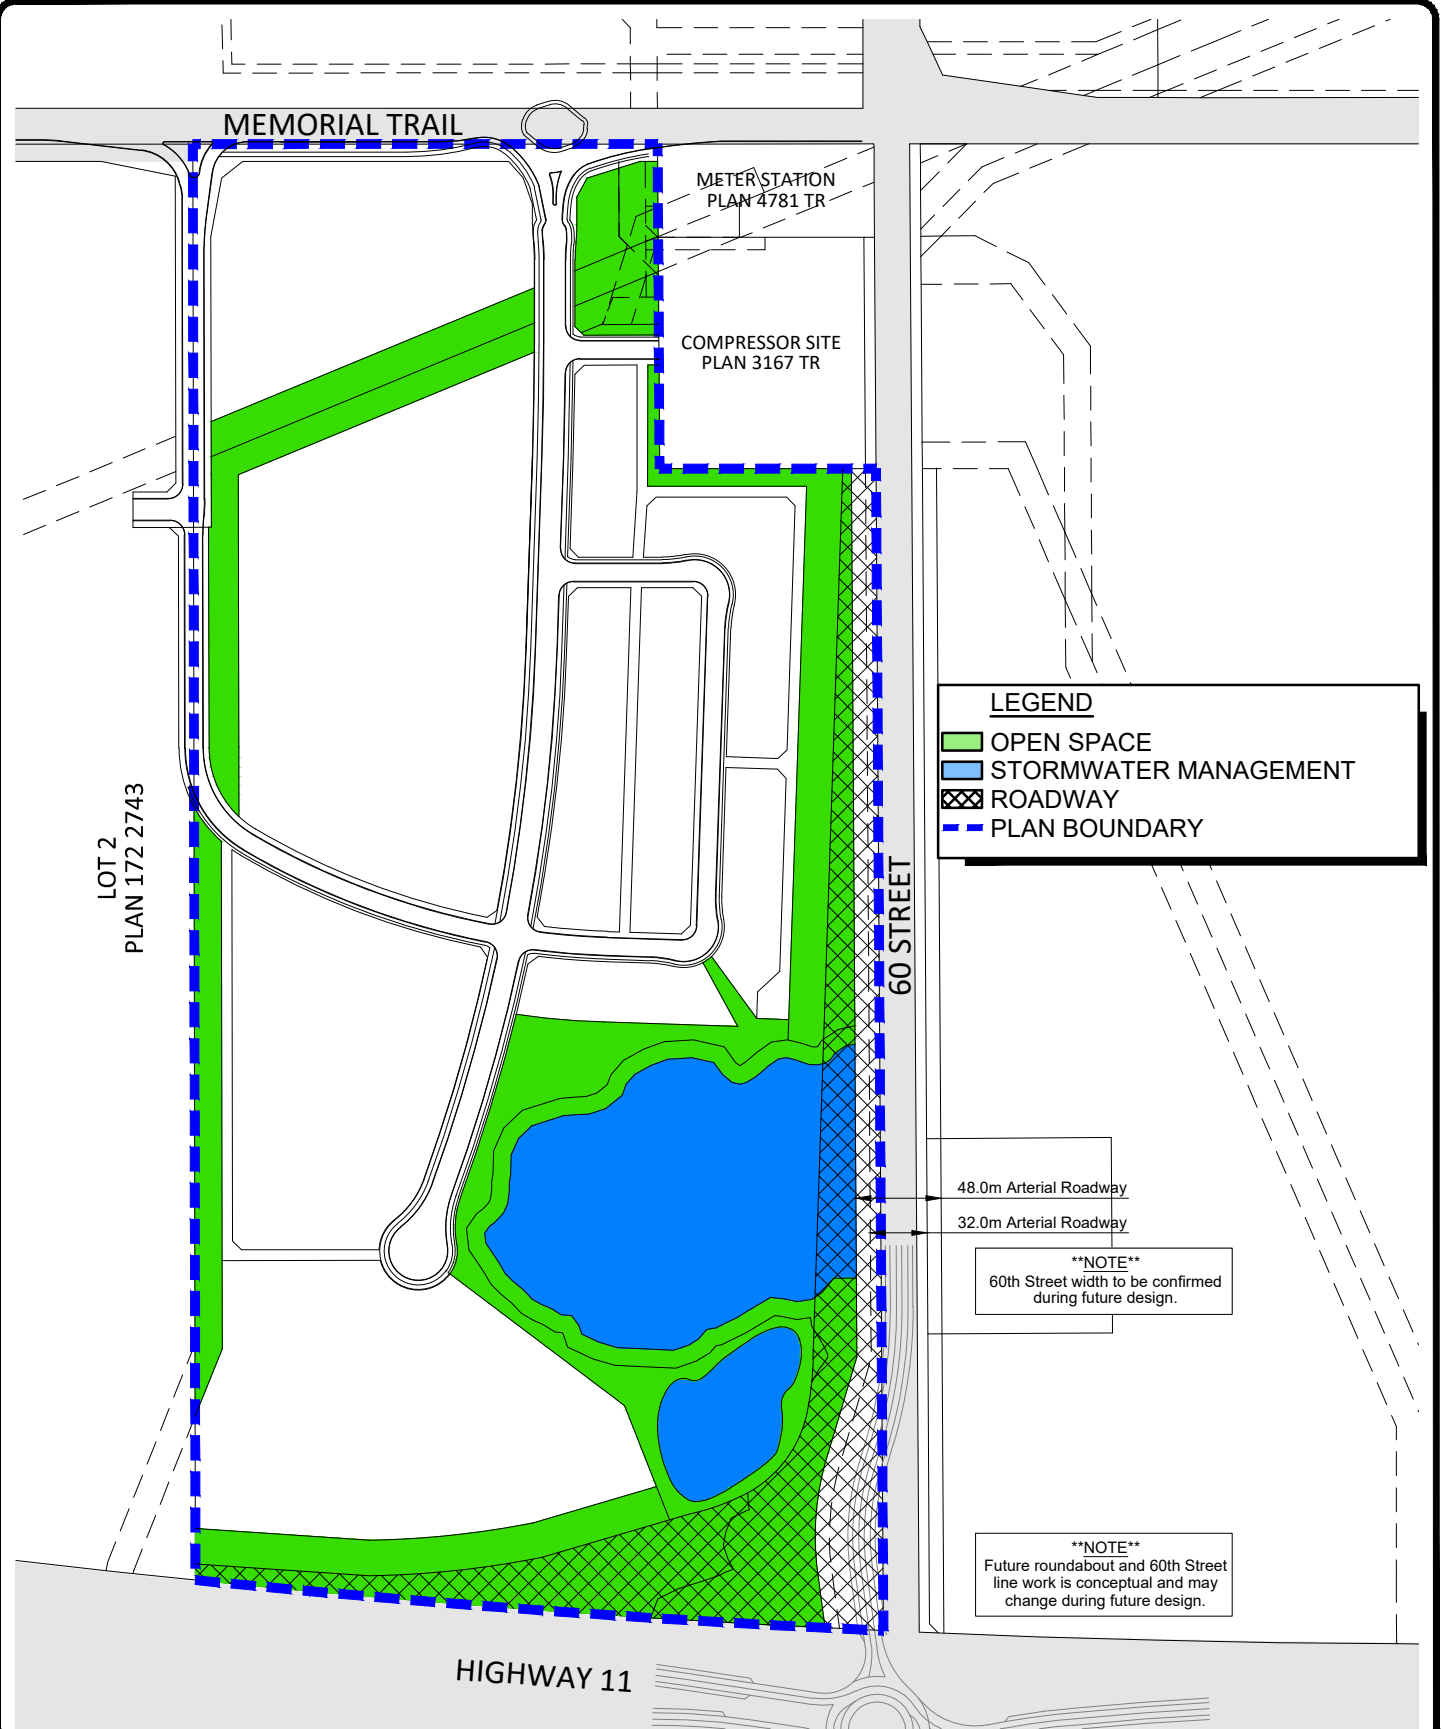 MEMORIAL TRAIL
METER STATION
PLAN 4781 TR
COMPRESSOR SITE
PLAN 3167 TR
LEGEND
OPEN SPACE
STORMWATER MANAGEMENT
ROADWAY
PLAN BOUNDARY
LOT 2
PLAN 172 2743
60 STREET
48.0m Arterial Roadway
32.0m Arterial Roadway
**NOTE**
60th Street width to be confirmed
during future design.
**NOTE**
Future roundabout and 60th Street
line work is conceptual and may
change during future design.
HIGHWAY 11